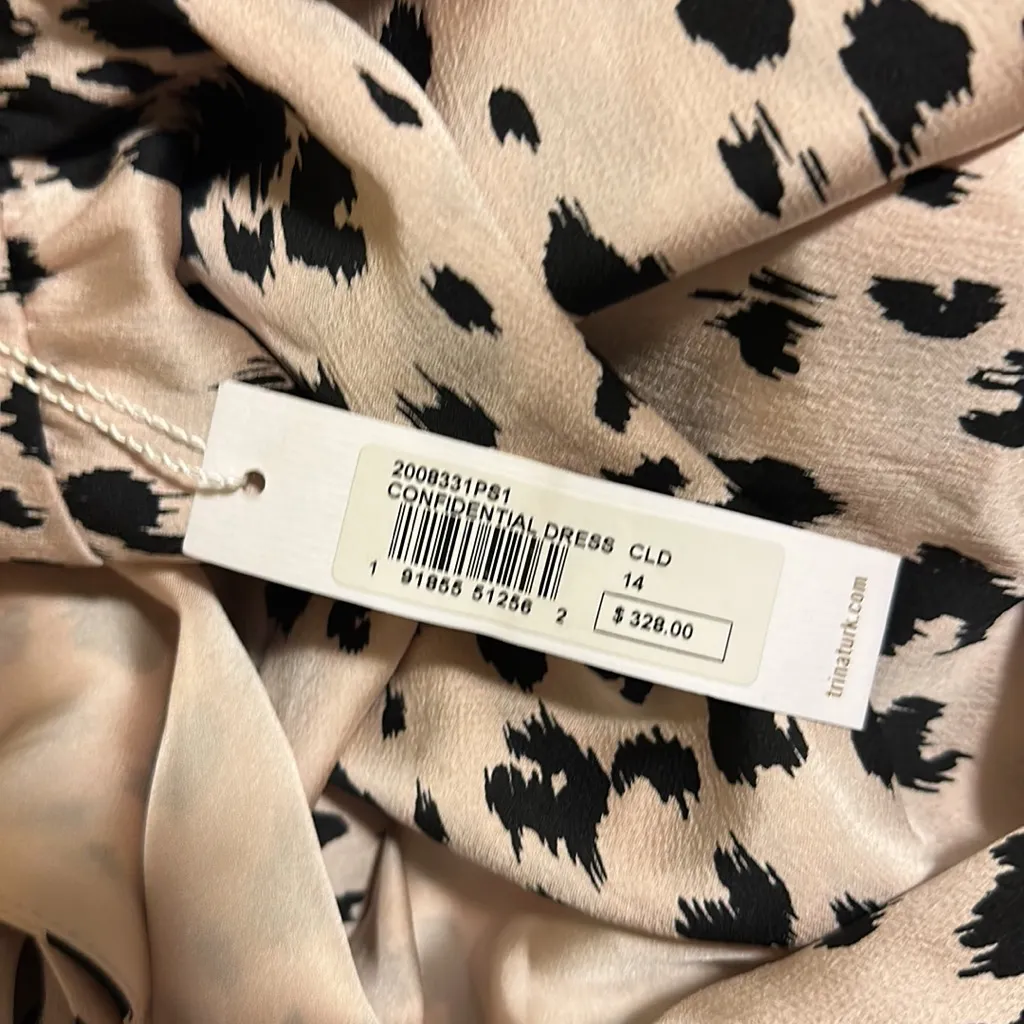 2008331PS1
CONFIDENTIAL DRESS CLD
14
1 91855 51256 2
$ 328.00
trinaturk.com